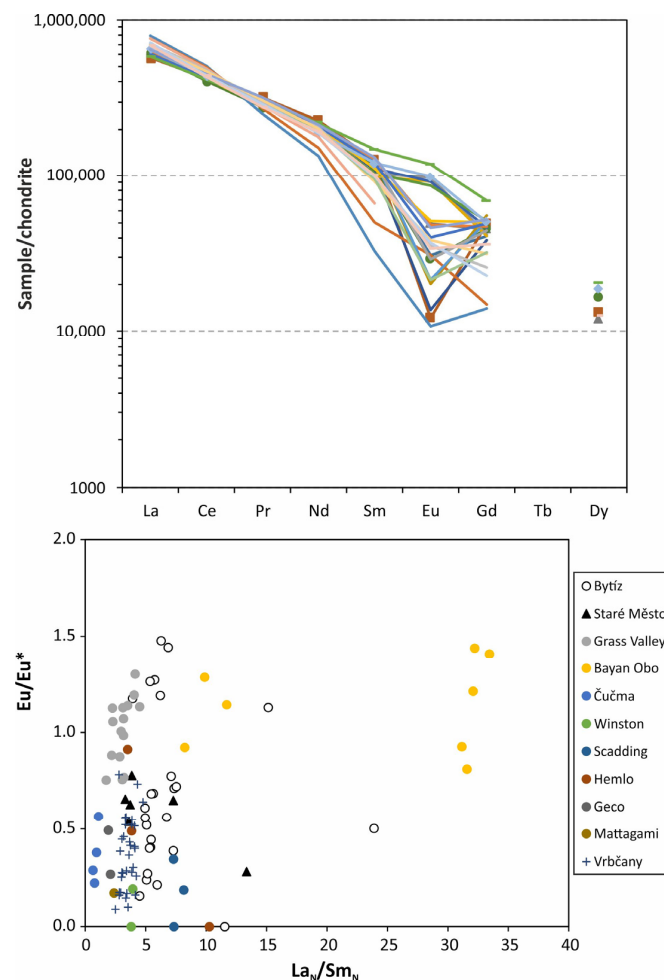 1,000,000
100,000
10,000
1000
Sample/chondrite
La Ce Pr Nd Sm Eu Gd Tb Dy
2.0
1.5
1.0
0.5
0.0
Eu/Eu*
0 5 10 15 20 25 30 35 40
La_N/Sm_N
Bytíz
Staré Město
Grass Valley
Bayan Obo
Čučma
Winston
Scadding
Hemlo
Geco
Mattagami
Vrbčany